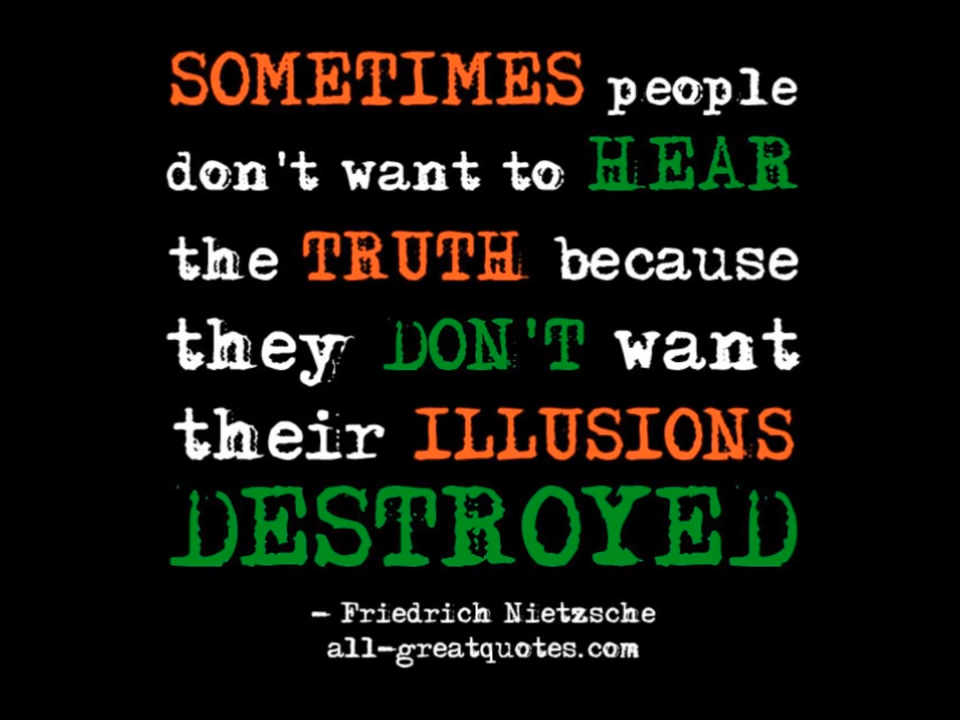 SOMETIMES people
don't want to HEAR
the TRUTH because
they DON'T want
their ILLUSIONS
DESTROYED
- Friedrich Nietzsche
all-greatquotes.com